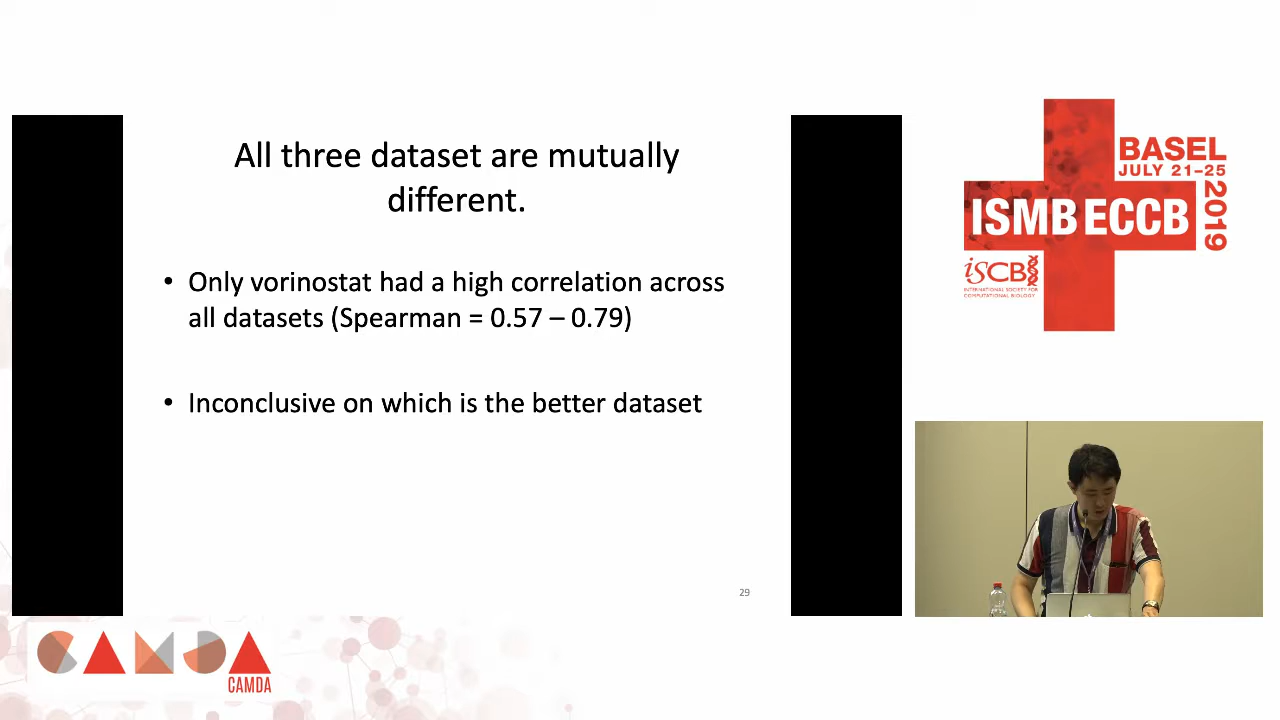 All three dataset are mutually
different.
• Only vorinostat had a high correlation across
all datasets (Spearman = 0.57 – 0.79)
• Inconclusive on which is the better dataset
29
BASEL
JULY 21–25
2019
ISMB ECCB
ISCB
INTERNATIONAL SOCIETY FOR
COMPUTATIONAL BIOLOGY
CAMDA
CAMDA